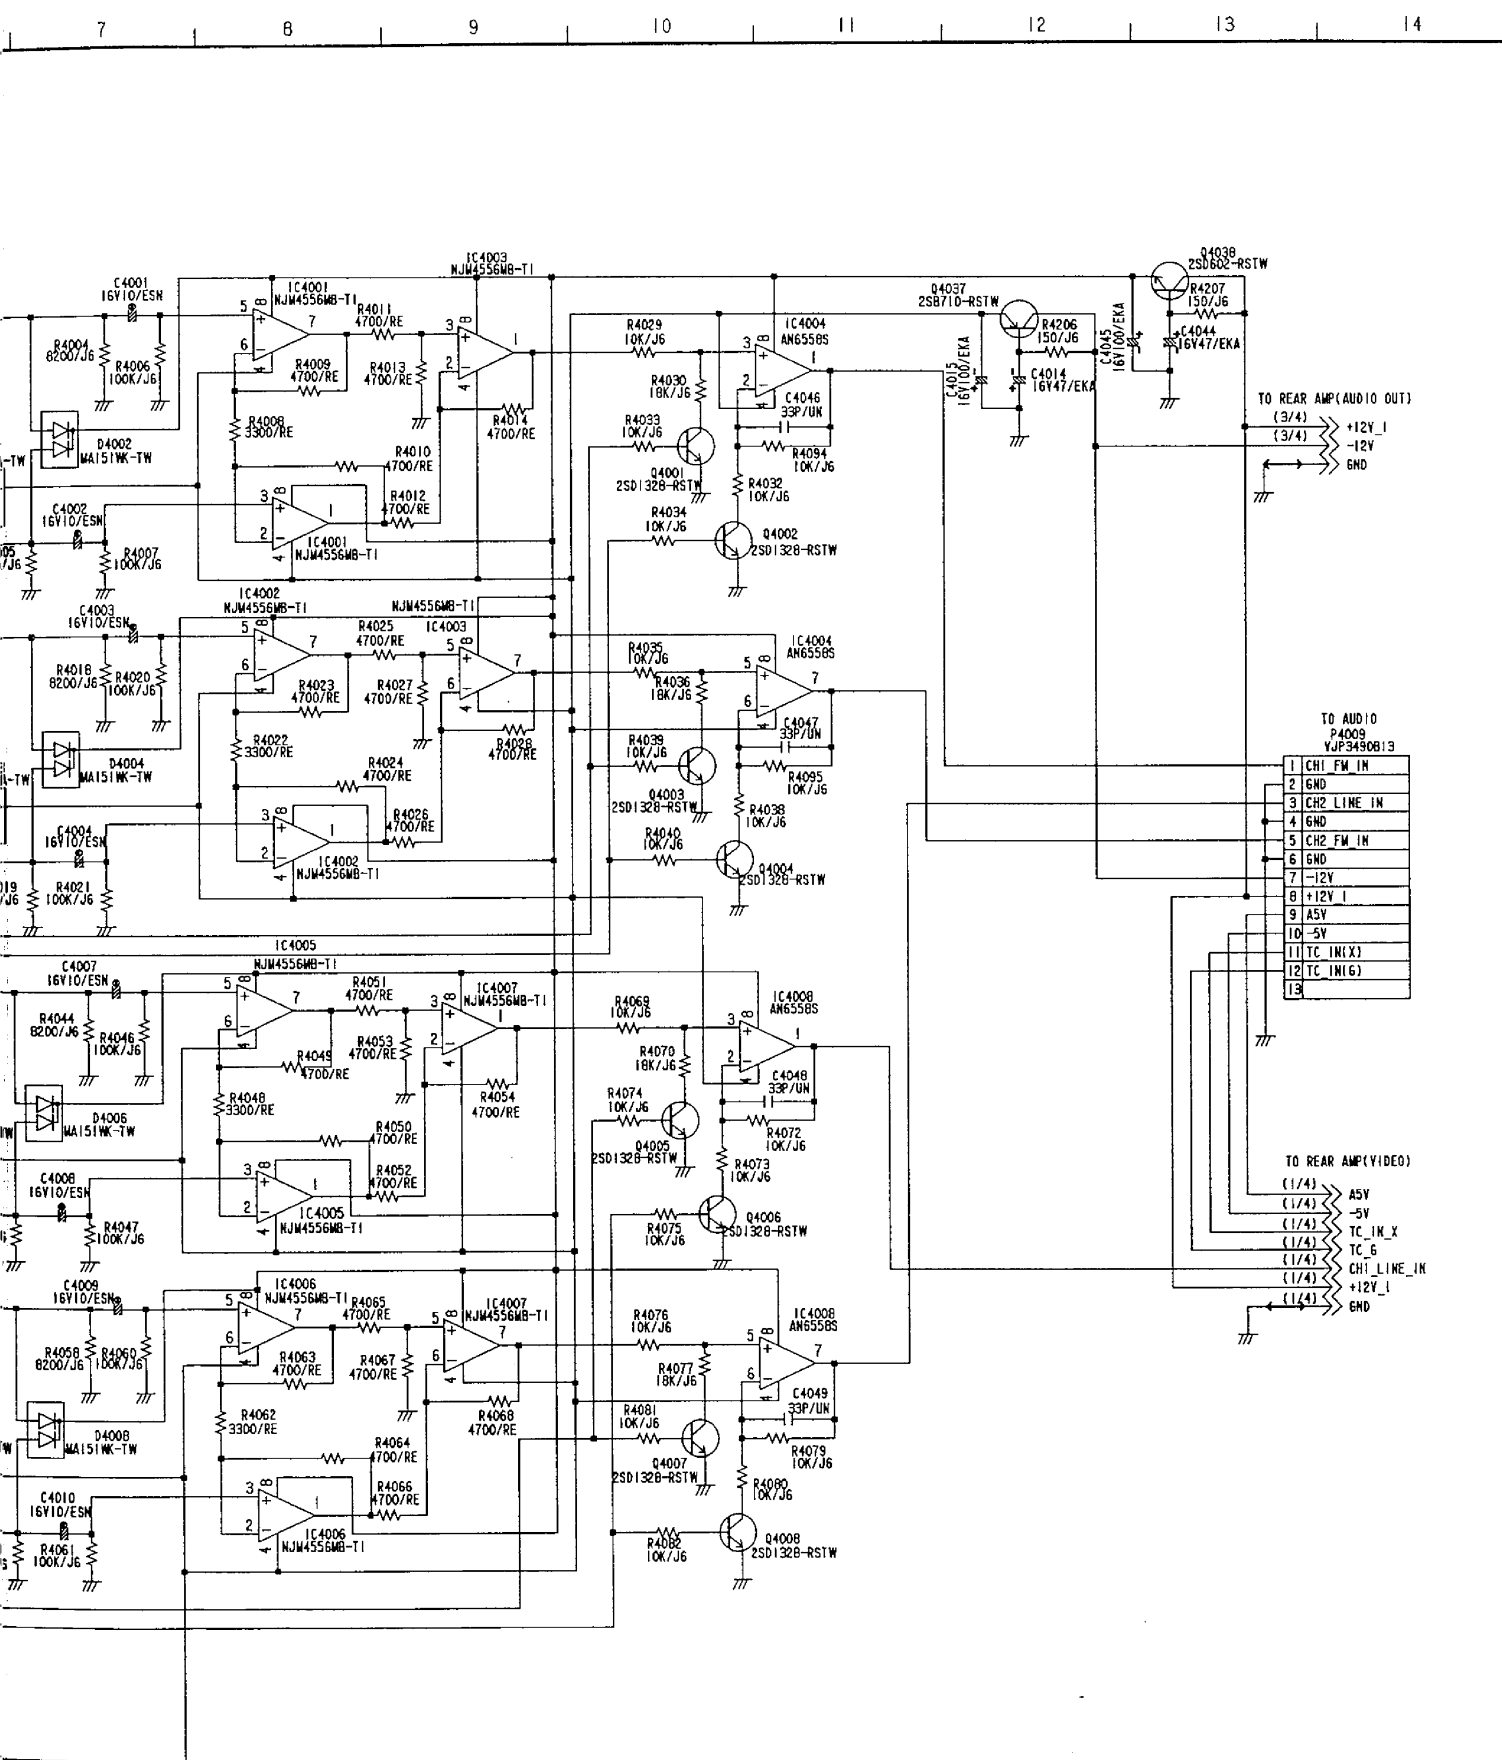 7 8 9 10 11 12 13 14
IC4003
NJM4556MB-T1
Q4038
2SD602-RSTW
C4001
16V10/ESN
IC4001
NJM4556MB-T1
R4011
4700/RE
Q4037
2SB710-RSTW
R4207
150/J6
R4029
10K/J6
IC4004
AN6558S
R4206
150/J6
C4045
16V100/EKA
C4044
16V47/EKA
R4004
8200/J6
R4006
100K/J6
R4009
4700/RE
R4013
4700/RE
R4030
18K/J6
C4015
16V100/EKA
C4014
16V47/EKA
C4046
33P/UN
TO REAR AMP(AUDIO OUT)
(3/4) +12V_1
(3/4) -12V
GND
R4008
3300/RE
R4014
4700/RE
R4033
10K/J6
D4002
MA151WK-TW
-TW
R4010
4700/RE
R4094
10K/J6
Q4001
2SD1328-RSTW
R4032
10K/J6
C4002
16V10/ESN
R4012
4700/RE
R4034
10K/J6
Q4002
2SD1328-RSTW
R4007
100K/J6
IC4001
NJM4556MB-T1
IC4002
NJM4556MB-T1
NJM4556MB-T1
IC4003
C4003
16V10/ESN
R4025
4700/RE
R4035
10K/J6
IC4004
AN6558S
R4018
8200/J6
R4020
100K/J6
R4023
4700/RE
R4027
4700/RE
R4036
18K/J6
C4047
33P/UN
R4022
3300/RE
R4028
4700/RE
R4039
10K/J6
D4004
MA151WK-TW
A-TW
R4024
4700/RE
R4095
10K/J6
Q4003
2SD1328-RSTW
R4038
10K/J6
TO AUDIO
P4009
VJP3490B13
1 CH1_FM_IN
2 GND
3 CH2_LINE_IN
4 GND
5 CH2_FM_IN
6 GND
7 -12V
8 +12V_1
9 A5V
10 -5V
11 TC_IN(X)
12 TC_IN(G)
13
C4004
16V10/ESN
R4026
4700/RE
R4040
10K/J6
Q4004
2SD1328-RSTW
R4021
100K/J6
IC4002
NJM4556MB-T1
IC4005
NJM4556MB-T1
C4007
16V10/ESN
R4051
4700/RE
IC4007
NJM4556MB-T1
R4069
10K/J6
IC4008
AN6558S
R4044
8200/J6
R4046
100K/J6
R4049
4700/RE
R4053
4700/RE
R4070
18K/J6
C4048
33P/UN
R4048
3300/RE
R4054
4700/RE
R4074
10K/J6
D4006
MA151WK-TW
R4050
4700/RE
R4072
10K/J6
Q4005
2SD1328-RSTW
R4073
10K/J6
C4008
16V10/ESN
R4052
4700/RE
R4047
100K/J6
IC4005
NJM4556MB-T1
R4075
10K/J6
Q4006
2SD1328-RSTW
TO REAR AMP(VIDEO)
(1/4) A5V
(1/4) -5V
(1/4) TC_IN_X
(1/4) TC_G
(1/4) CH1_LINE_IN
(1/4) +12V_1
(1/4) GND
C4009
16V10/ESN
IC4006
NJM4556MB-T1
R4065
4700/RE
IC4007
NJM4556MB-T1
R4076
10K/J6
IC4008
AN6558S
R4058
8200/J6
R4060
100K/J6
R4063
4700/RE
R4067
4700/RE
R4077
18K/J6
C4049
33P/UN
R4062
3300/RE
R4068
4700/RE
R4081
10K/J6
D4008
MA151WK-TW
R4064
4700/RE
R4079
10K/J6
Q4007
2SD1328-RSTW
R4080
10K/J6
C4010
16V10/ESN
R4066
4700/RE
R4061
100K/J6
IC4006
NJM4556MB-T1
R4082
10K/J6
Q4008
2SD1328-RSTW